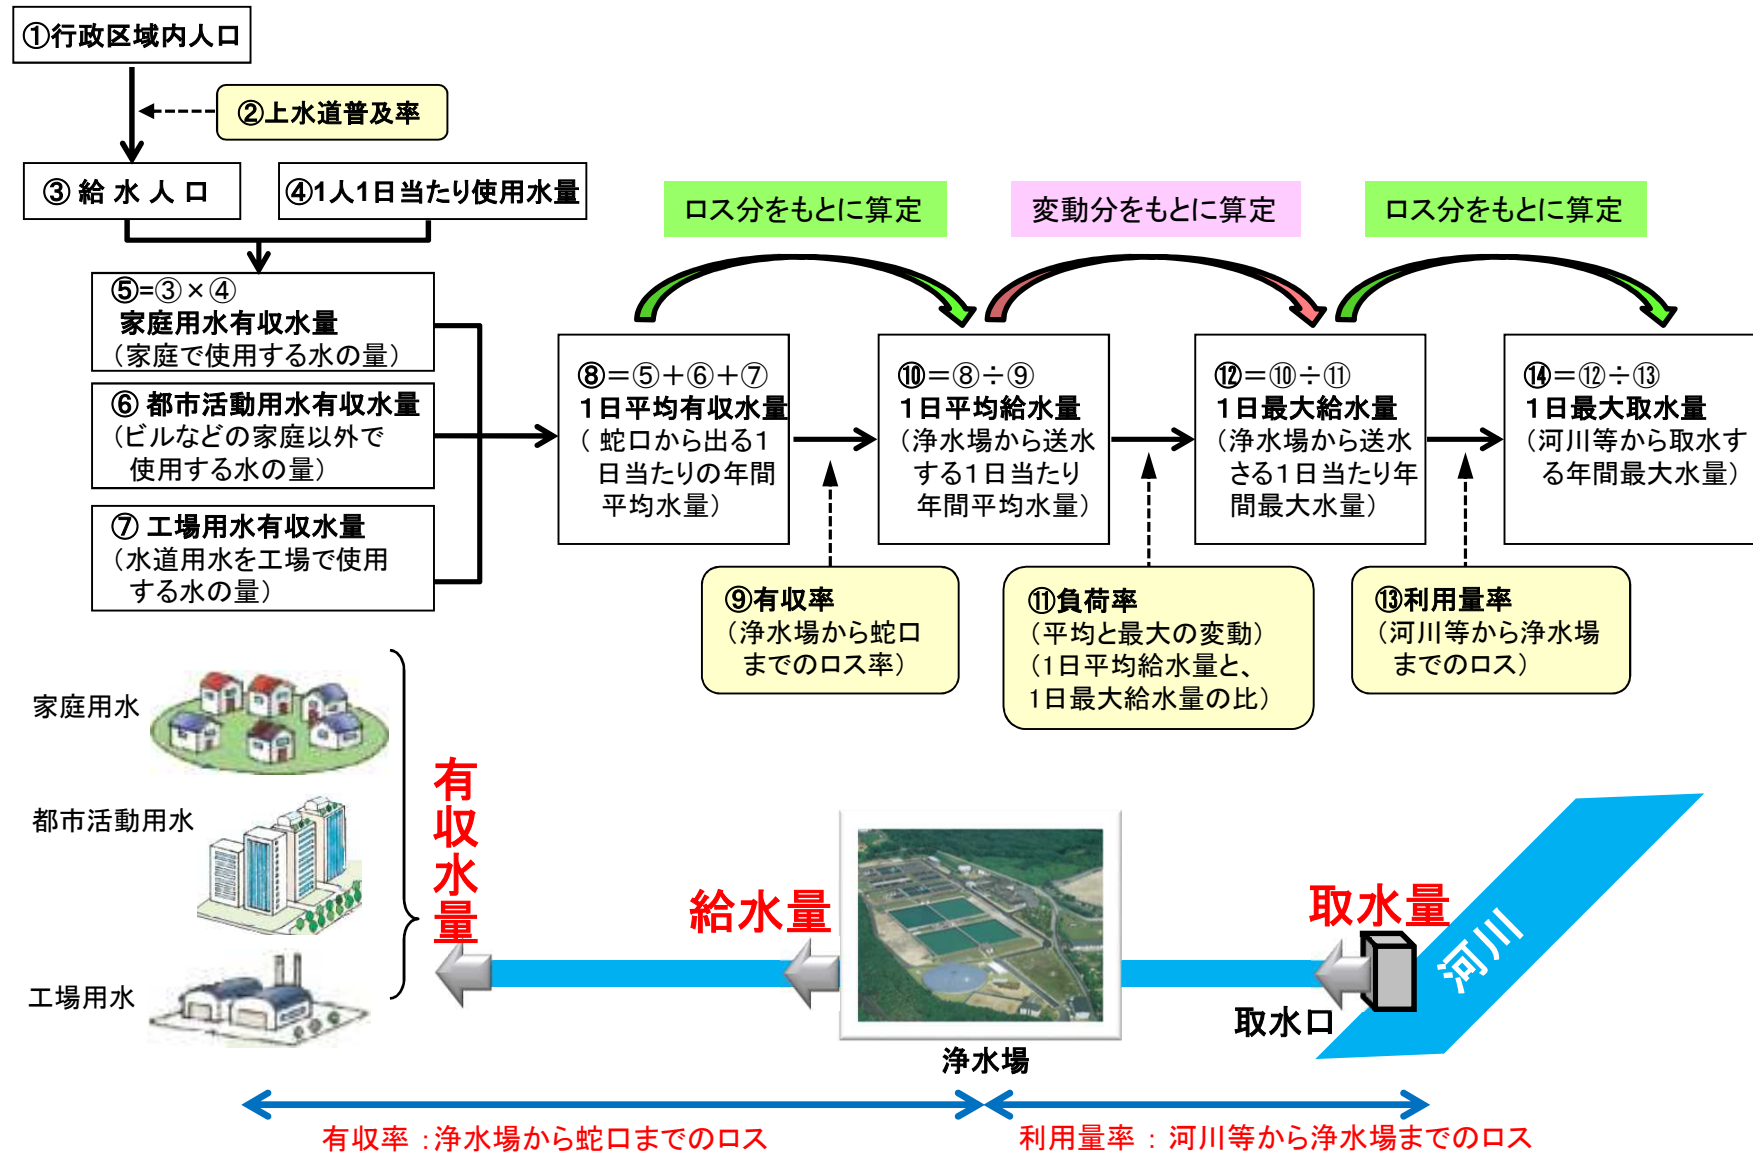 ①行政区域内人口
②上水道普及率
③給水人口
④1人1日当たり使用水量
⑤=③×④
家庭用水有収水量
(家庭で使用する水の量)
⑥都市活動用水有収水量
(ビルなどの家庭以外で
使用する水の量)
⑦工場用水有収水量
(水道用水を工場で使用
する水の量)
ロス分をもとに算定
変動分をもとに算定
ロス分をもとに算定
⑧=⑤+⑥+⑦
1日平均有収水量
(蛇口から出る1
日当たりの年間
平均水量)
⑩=⑧÷⑨
1日平均給水量
(浄水場から送水
する1日当たり
年間平均水量)
⑫=⑩÷⑪
1日最大給水量
(浄水場から送水
さる1日当たり年
間最大水量)
⑭=⑫÷⑬
1日最大取水量
(河川等から取水す
る年間最大水量)
⑨有収率
(浄水場から蛇口
までのロス率)
⑪負荷率
(平均と最大の変動)
(1日平均給水量と、
1日最大給水量の比)
⑬利用量率
(河川等から浄水場
までのロス)
家庭用水
都市活動用水
工場用水
有収水量
給水量
浄水場
取水量
取水口
河川
有収率:浄水場から蛇口までのロス
利用量率:河川等から浄水場までのロス